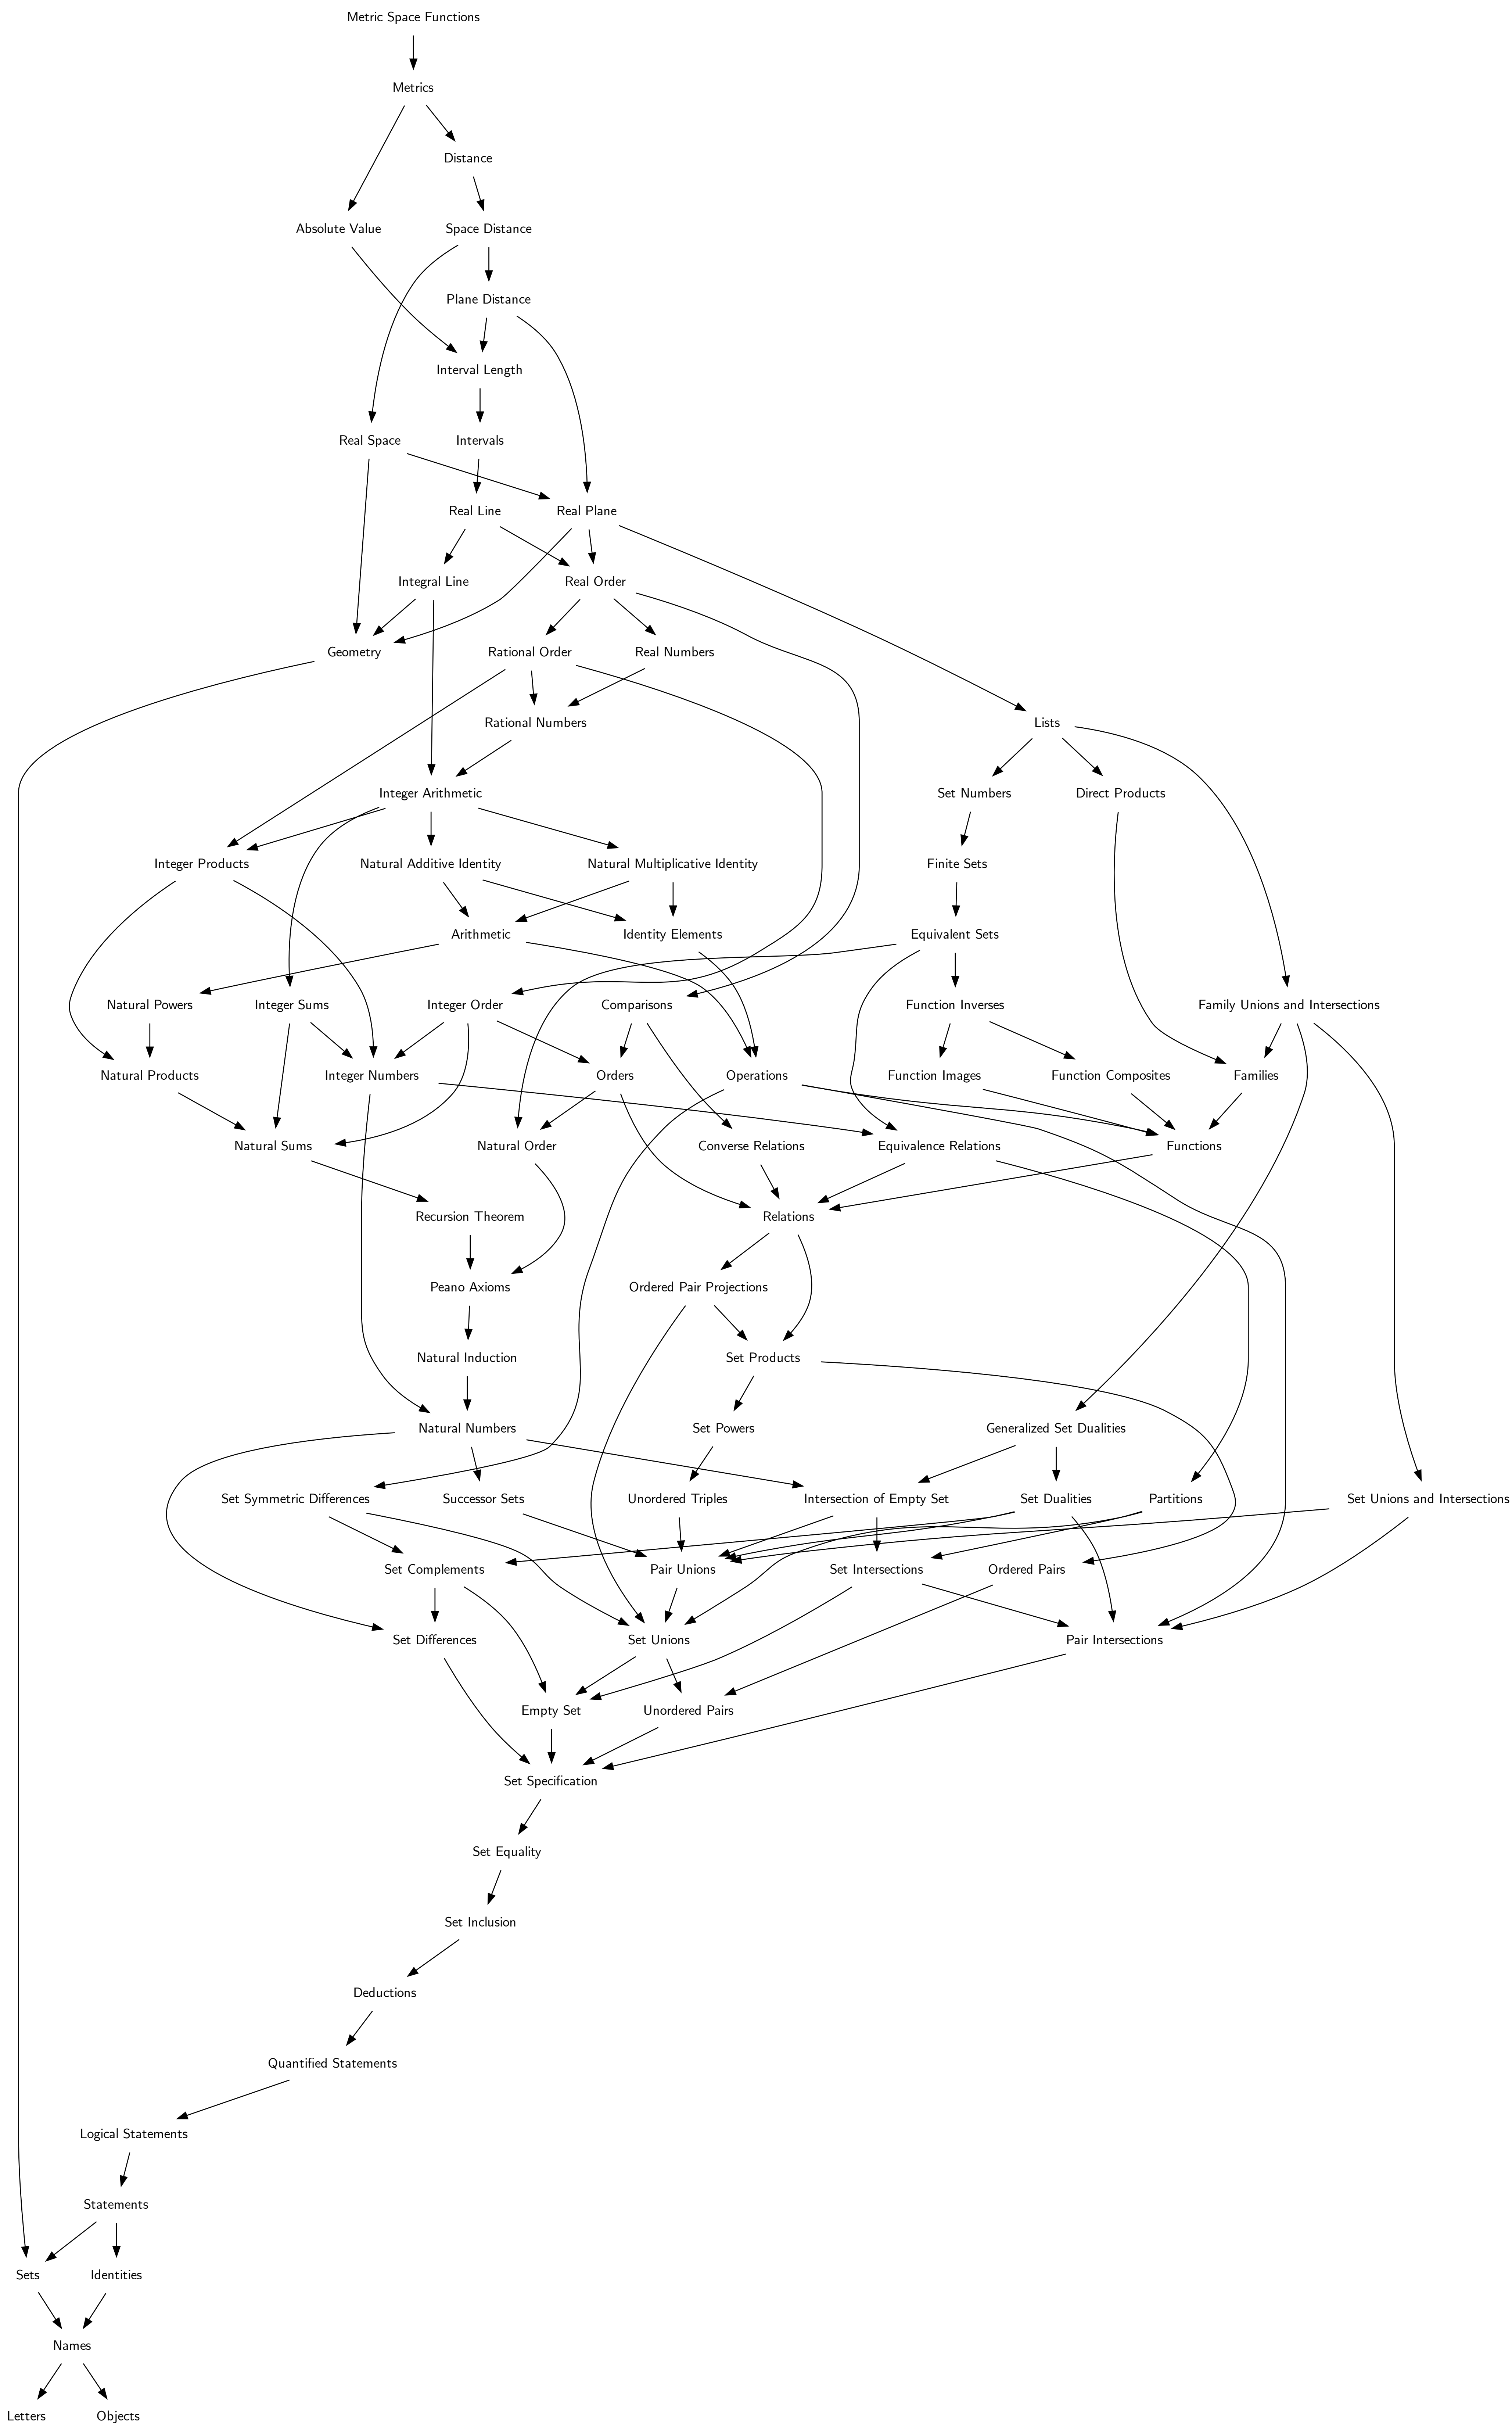 Metric Space Functions
Metrics
Distance
Absolute Value
Space Distance
Plane Distance
Interval Length
Real Space
Intervals
Real Line
Real Plane
Integral Line
Real Order
Geometry
Rational Order
Real Numbers
Rational Numbers
Lists
Integer Arithmetic
Set Numbers
Direct Products
Integer Products
Natural Additive Identity
Natural Multiplicative Identity
Finite Sets
Arithmetic
Identity Elements
Equivalent Sets
Natural Powers
Integer Sums
Integer Order
Comparisons
Function Inverses
Family Unions and Intersections
Natural Products
Integer Numbers
Orders
Operations
Function Images
Function Composites
Families
Natural Sums
Natural Order
Converse Relations
Equivalence Relations
Functions
Recursion Theorem
Relations
Peano Axioms
Ordered Pair Projections
Natural Induction
Set Products
Natural Numbers
Set Powers
Generalized Set Dualities
Set Symmetric Differences
Successor Sets
Unordered Triples
Intersection of Empty Set
Set Dualities
Partitions
Set Unions and Intersections
Set Complements
Pair Unions
Set Intersections
Ordered Pairs
Set Differences
Set Unions
Pair Intersections
Empty Set
Unordered Pairs
Set Specification
Set Equality
Set Inclusion
Deductions
Quantified Statements
Logical Statements
Statements
Sets
Identities
Names
Letters
Objects